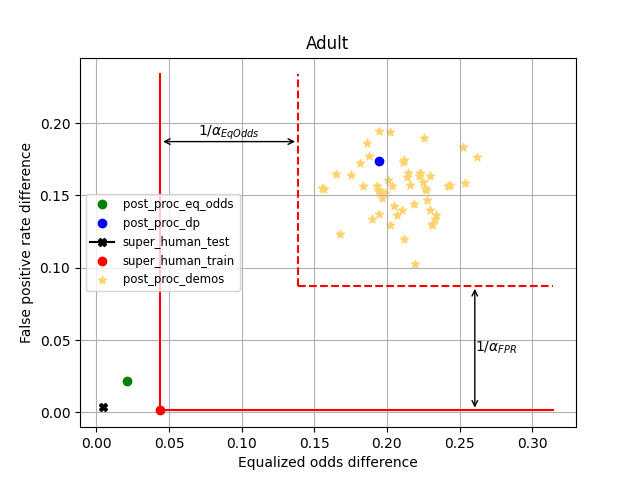 Adult
False positive rate difference
0.20
0.15
0.10
0.05
0.00
1/α_EqOdds
post_proc_eq_odds
post_proc_dp
super_human_test
super_human_train
post_proc_demos
1/α_FPR
0.00 0.05 0.10 0.15 0.20 0.25 0.30
Equalized odds difference